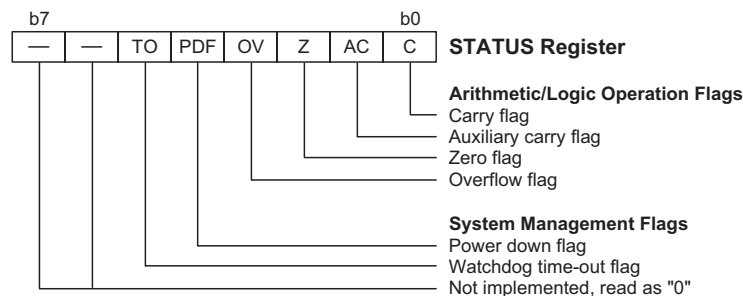 b7 b0
— — TO PDF OV Z AC C STATUS Register
Arithmetic/Logic Operation Flags
Carry flag
Auxiliary carry flag
Zero flag
Overflow flag
System Management Flags
Power down flag
Watchdog time-out flag
Not implemented, read as "0"